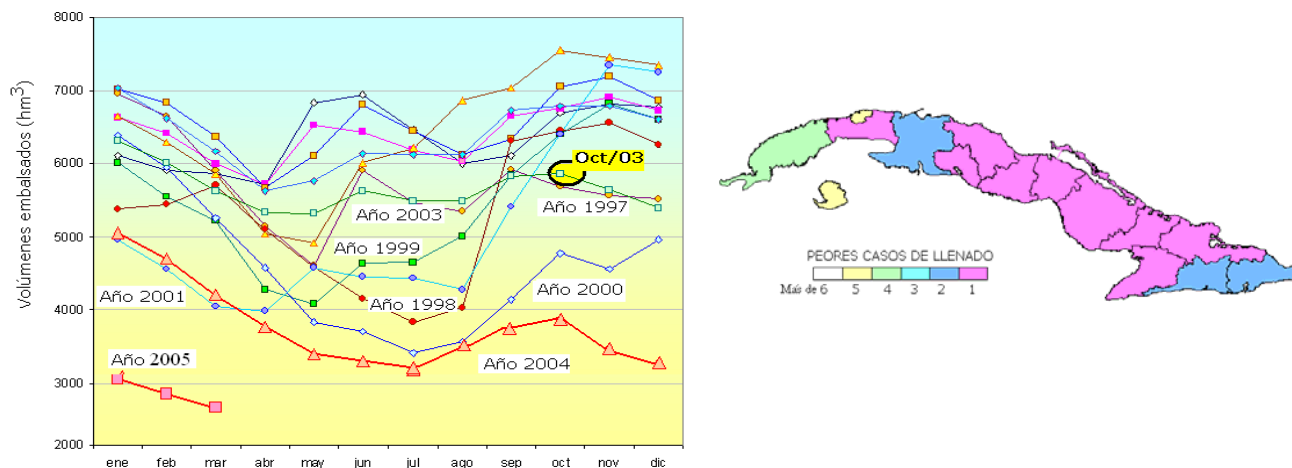 Volúmenes embalsados (hm³)
8000
7000
6000
5000
4000
3000
2000
Oct/03
Año 2003
Año 1997
Año 1999
Año 2001
Año 1998
Año 2000
Año 2005
Año 2004
ene feb mar abr may jun jul ago sep oct nov dic
PEORES CASOS DE LLENADO
Mais de 6 5 4 3 2 1